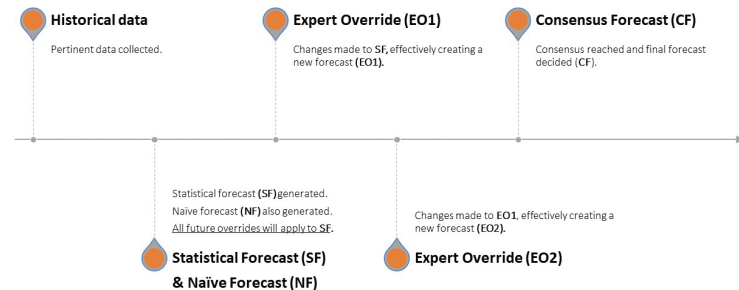 Historical data
Pertinent data collected.
Expert Override (EO1)
Changes made to SF, effectively creating a
new forecast (EO1).
Consensus Forecast (CF)
Consensus reached and final forecast
decided (CF).
Statistical forecast (SF) generated.
Naïve forecast (NF) also generated.
All future overrides will apply to SF.
Statistical Forecast (SF)
& Naïve Forecast (NF)
Changes made to EO1, effectively creating a
new forecast (EO2).
Expert Override (EO2)